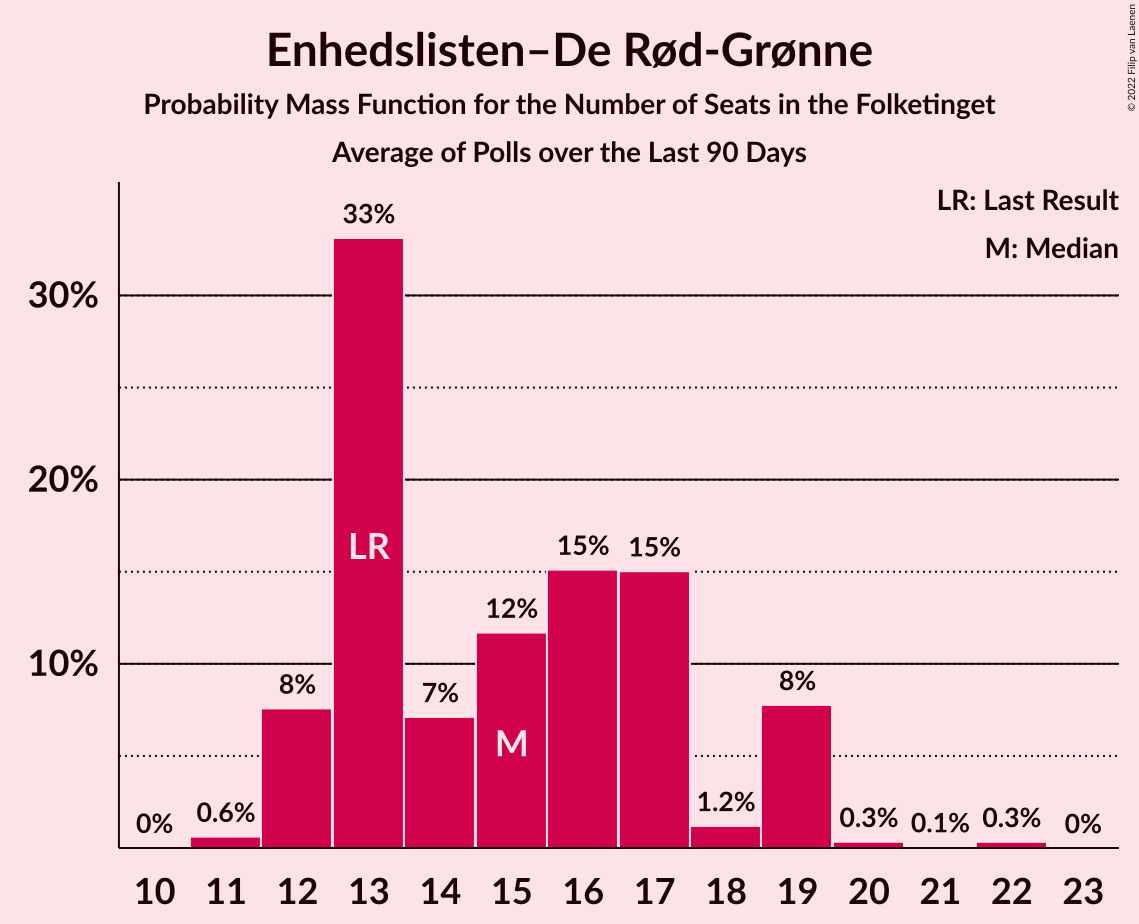 Enhedslisten–De Rød-Grønne
Probability Mass Function for the Number of Seats in the Folketinget
Average of Polls over the Last 90 Days
© 2022 Filip van Laenen
LR: Last Result
M: Median
33%
30%
20%
LR
15%
15%
12%
10%
8%
7%
8%
M
0%
0.6%
1.2%
0.3%
0.1%
0.3%
0%
10 11 12 13 14 15 16 17 18 19 20 21 22 23